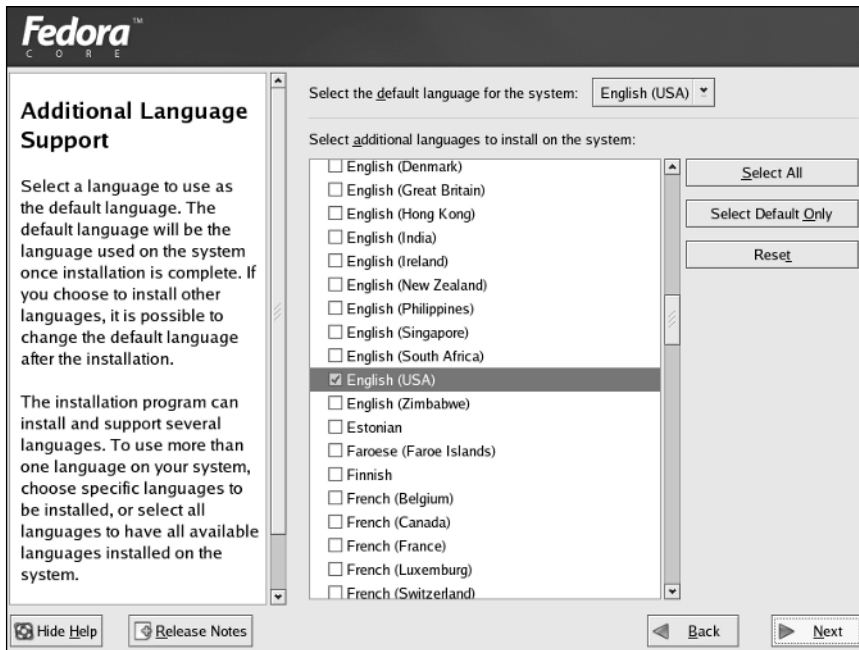 Fedora™
CORE
Additional Language
Support
Select a language to use as
the default language. The
default language will be the
language used on the system
once installation is complete. If
you choose to install other
languages, it is possible to
change the default language
after the installation.
The installation program can
install and support several
languages. To use more than
one language on your system,
choose specific languages to
be installed, or select all
languages to have all available
languages installed on the
system.
Select the default language for the system: English (USA)
Select additional languages to install on the system:
English (Denmark)
English (Great Britain)
English (Hong Kong)
English (India)
English (Ireland)
English (New Zealand)
English (Philippines)
English (Singapore)
English (South Africa)
English (USA)
English (Zimbabwe)
Estonian
Faroese (Faroe Islands)
Finnish
French (Belgium)
French (Canada)
French (France)
French (Luxemburg)
French (Switzerland)
Select All
Select Default Only
Reset
Hide Help
Release Notes
Back
Next